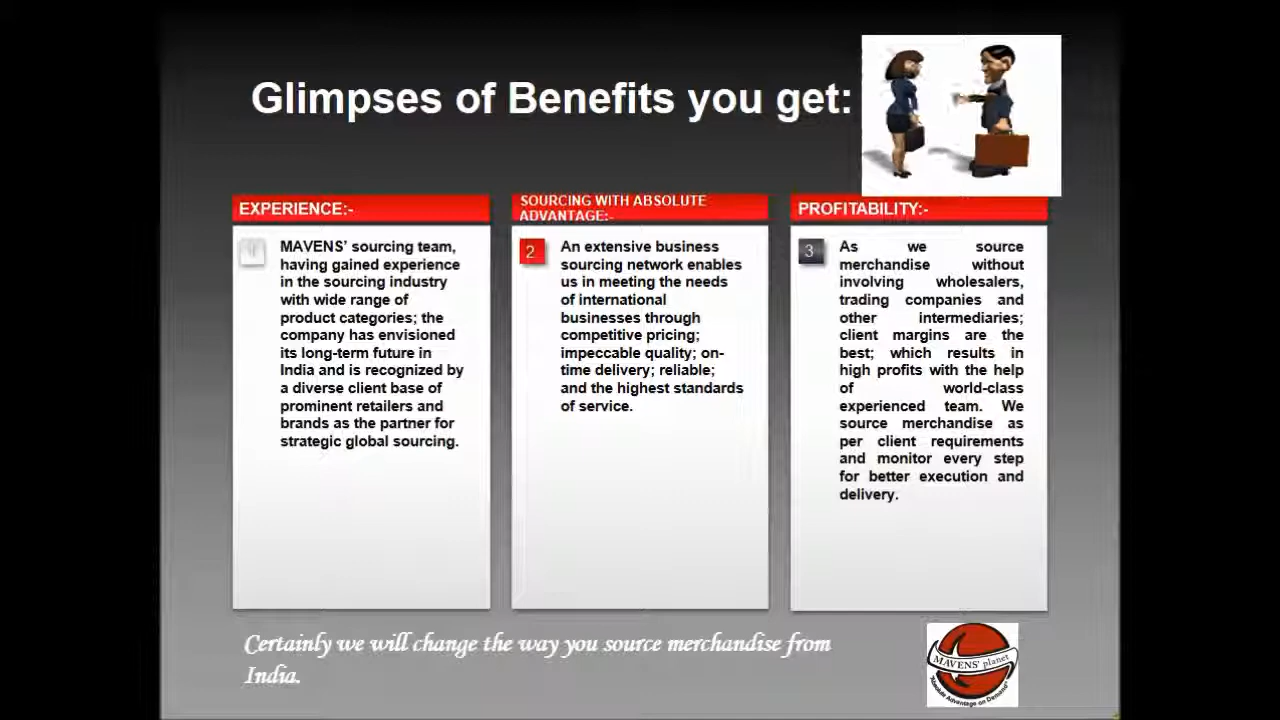 Glimpses of Benefits you get:
EXPERIENCE:-
1
MAVENS' sourcing team,
having gained experience
in the sourcing industry
with wide range of
product categories; the
company has envisioned
its long-term future in
India and is recognized by
a diverse client base of
prominent retailers and
brands as the partner for
strategic global sourcing.
SOURCING WITH ABSOLUTE
ADVANTAGE:-
2
An extensive business
sourcing network enables
us in meeting the needs
of international
businesses through
competitive pricing;
impeccable quality; on-
time delivery; reliable;
and the highest standards
of service.
PROFITABILITY:-
3
As we source
merchandise without
involving wholesalers,
trading companies and
other intermediaries;
client margins are the
best; which results in
high profits with the help
of world-class
experienced team. We
source merchandise as
per client requirements
and monitor every step
for better execution and
delivery.
Certainly we will change the way you source merchandise from
India.
MAVENS' planet
"Absolute Advantage on Demand"